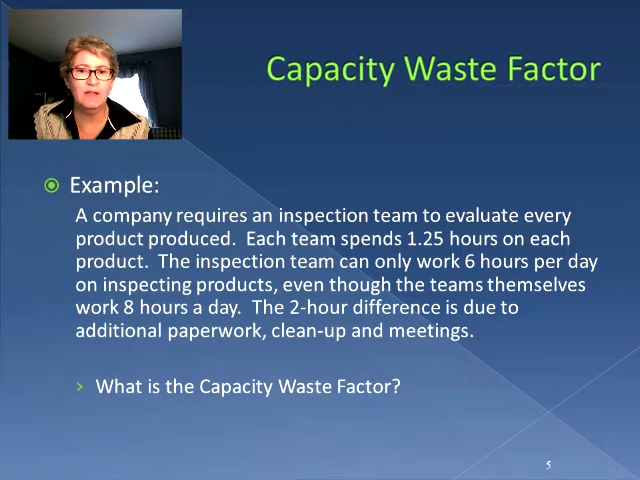 Capacity Waste Factor
Example:
A company requires an inspection team to evaluate every
product produced. Each team spends 1.25 hours on each
product. The inspection team can only work 6 hours per day
on inspecting products, even though the teams themselves
work 8 hours a day. The 2-hour difference is due to
additional paperwork, clean-up and meetings.
What is the Capacity Waste Factor?
5